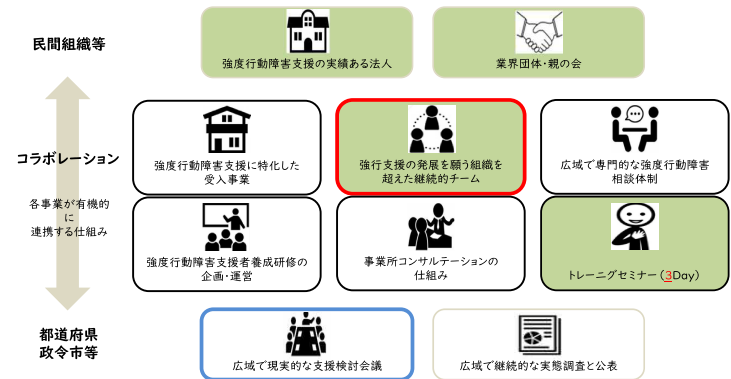 民間組織等
強度行動障害支援の実績ある法人
業界団体・親の会
コラボレーション
各事業が有機的
に
連携する仕組み
強度行動障害支援に特化した
受入事業
強行支援の発展を願う組織を
超えた継続的チーム
広域で専門的な強度行動障害
相談体制
強度行動障害支援者養成研修の
企画・運営
事業所コンサルテーションの
仕組み
トレーニグセミナー(3Day)
都道府県
政令市等
広域で現実的な支援検討会議
広域で継続的な実態調査と公表